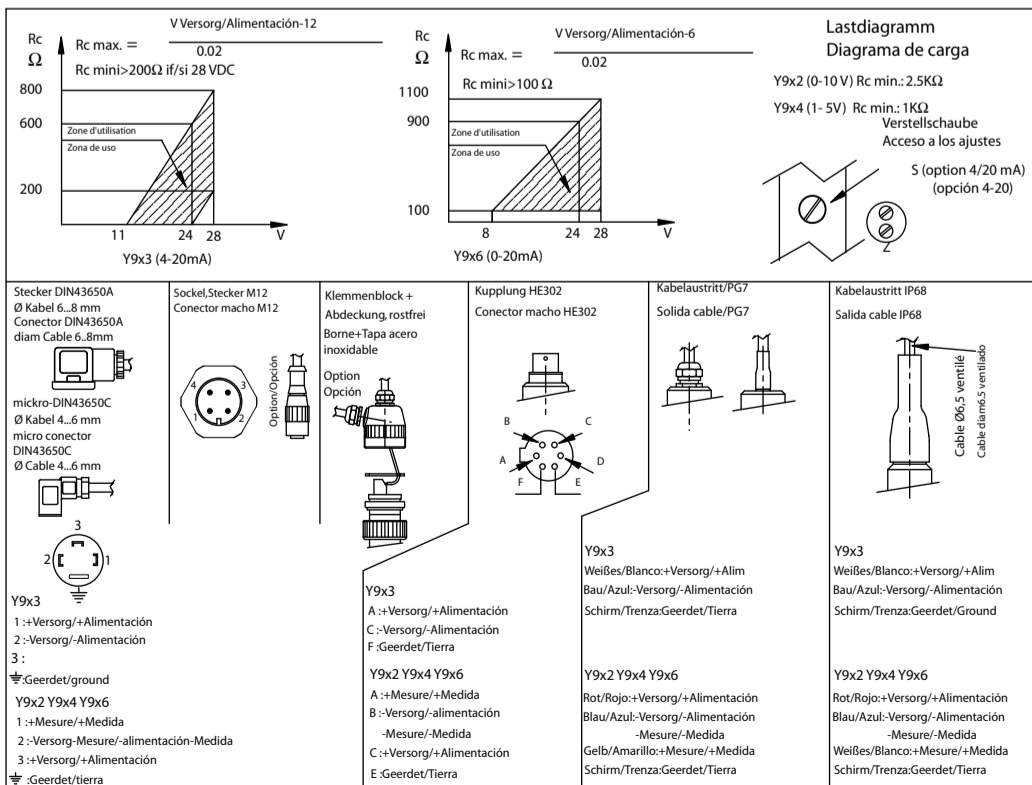 V Versorg/Alimentación-12
Rc max. =
0.02
Rc mini>200Ω if/si 28 VDC
Rc
Ω
800
600
200
Zone d'utilisation
Zona de uso
11
24
28
V
Y9x3 (4-20mA)
V Versorg/Alimentación-6
Rc max. =
0.02
Rc mini>100 Ω
Rc
Ω
1100
900
100
Zone d'utilisation
Zona de uso
8
24
28
V
Y9x6 (0-20mA)
Lastdiagramm
Diagrama de carga
Y9x2 (0-10 V) Rc min.: 2.5KΩ
Y9x4 (1- 5V) Rc min.: 1KΩ
Verstellschaube
Acceso a los ajustes
S (option 4/20 mA)
(opción 4-20)
Z
Stecker DIN43650A
Ø Kabel 6...8 mm
Conector DIN43650A
diam Cable 6..8mm
mickro-DIN43650C
Ø Kabel 4...6 mm
micro conector
DIN43650C
Ø Cable 4...6 mm
3
2
1
Y9x3
1 :+Versorg/+Alimentación
2 :-Versorg/-Alimentación
3 :
:Geerdet/ground
Y9x2 Y9x4 Y9x6
1 :+Mesure/+Medida
2 :-Versorg-Mesure/-alimentación-Medida
3 :+Versorg/+Alimentación
:Geerdet/tierra
Sockel,Stecker M12
Conector macho M12
4
3
1
2
Option/Opción
Klemmenblock +
Abdeckung, rostfrei
Borne+Tapa acero
inoxidable
Option
Opción
Kupplung HE302
Conector macho HE302
B
C
A
D
F
E
Y9x3
A :+Versorg/+Alimentación
C :-Versorg/-Alimentación
F :Geerdet/Tierra
Y9x2 Y9x4 Y9x6
A :+Mesure/+Medida
B :-Versorg/-alimentación
-Mesure/-Medida
C :+Versorg/+Alimentación
E :Geerdet/Tierra
Kabelaustritt/PG7
Solida cable/PG7
Y9x3
Weißes/Blanco:+Versorg/+Alim
Bau/Azul:-Versorg/-Alimentación
Schirm/Trenza:Geerdet/Tierra
Y9x2 Y9x4 Y9x6
Rot/Rojo:+Versorg/+Alimentación
Blau/Azul:-Versorg/-Alimentación
-Mesure/-Medida
Gelb/Amarillo:+Mesure/+Medida
Schirm/Trenza:Geerdet/Tierra
Kabelaustritt IP68
Salida cable IP68
Cable Ø6,5 ventilé
Cable diam6.5 ventilado
Y9x3
Weißes/Blanco:+Versorg/+Alim
Bau/Azul:-Versorg/-Alimentación
Schirm/Trenza:Geerdet/Ground
Y9x2 Y9x4 Y9x6
Rot/Rojo:+Versorg/+Alimentación
Blau/Azul:-Versorg/-Alimentación
-Mesure/-Medida
Weißes/Blanco:+Mesure/+Medida
Schirm/Trenza:Geerdet/Tierra